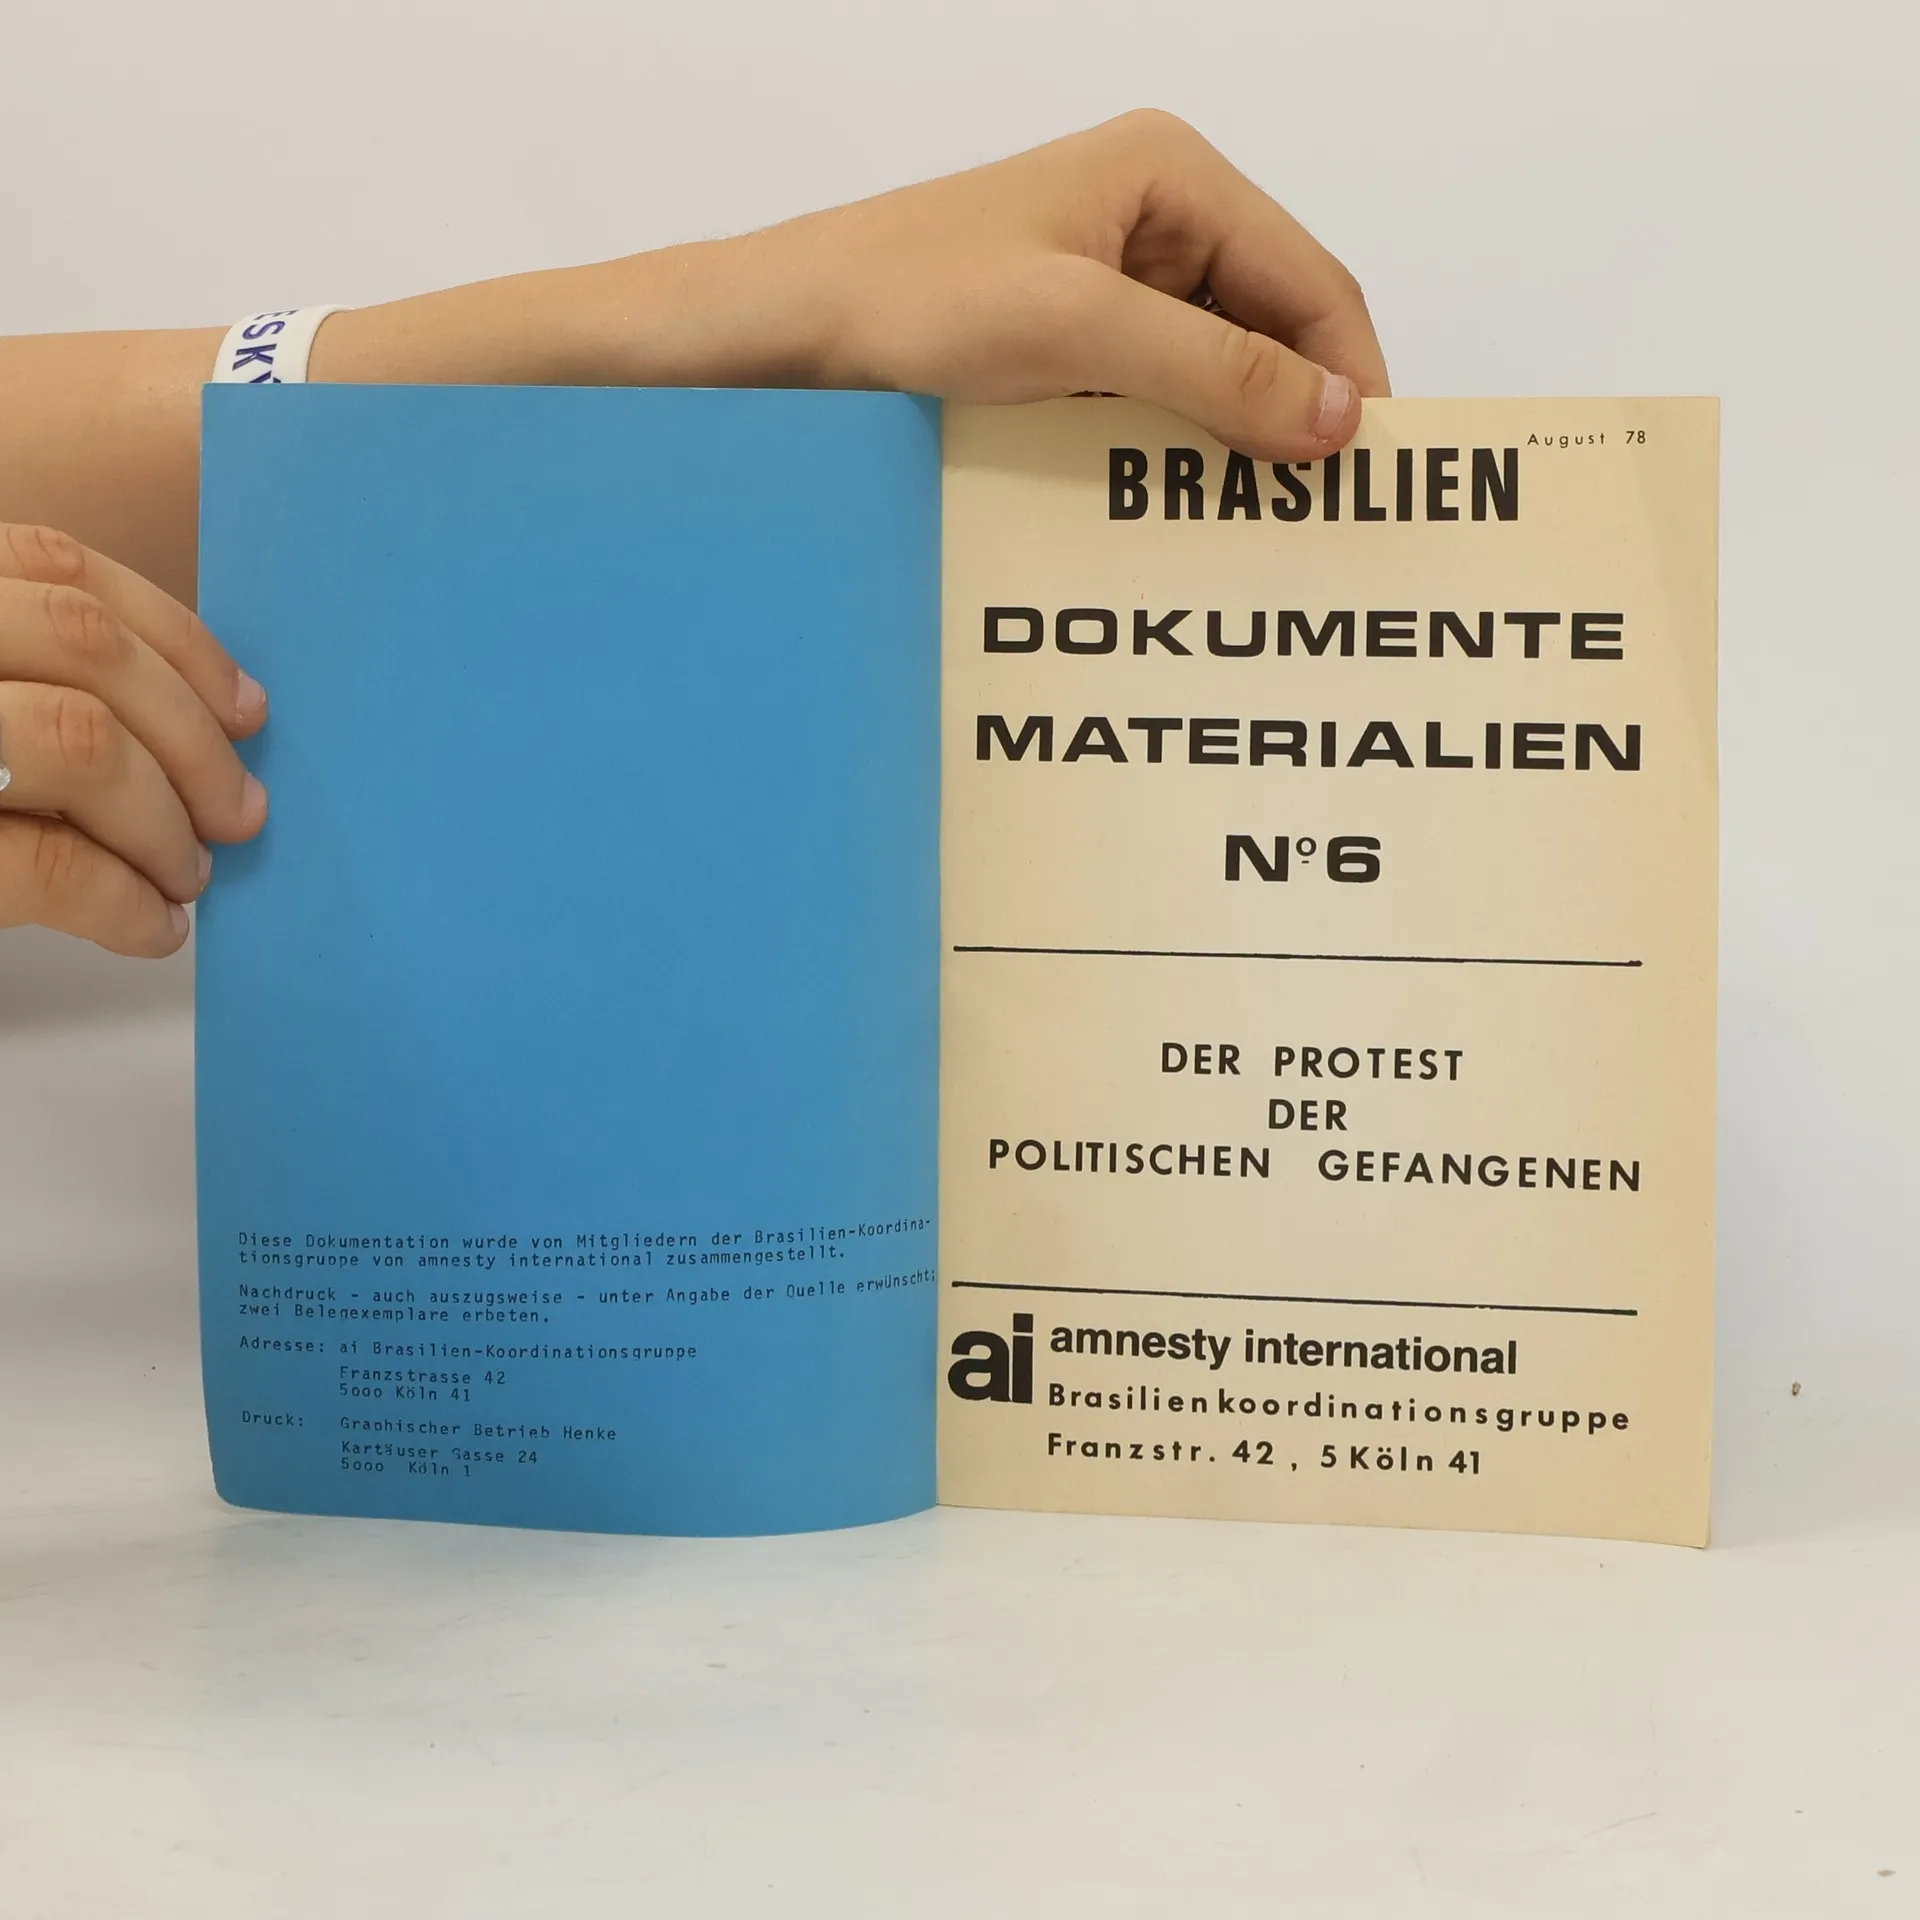 ESK
Diese Dokumentation wurde von Mitgliedern der Brasilien-Koordina-
tionsgruppe von amnesty international zusammengestellt.
Nachdruck - auch auszugsweise - unter Angabe der Quelle erwünscht;
zwei Belegexemplare erbeten.
Adresse: ai Brasilien-Koordinationsgruppe
Franzstrasse 42
5000 Köln 41
Druck: Graphischer Betrieb Henke
Kartäuser Gasse 24
5000 Köln 1
August 78
BRASILIEN
DOKUMENTE
MATERIALIEN
Nº6
DER PROTEST
DER
POLITISCHEN GEFANGENEN
ai amnesty international
Brasilienkoordinationsgruppe
Franzstr. 42 , 5 Köln 41